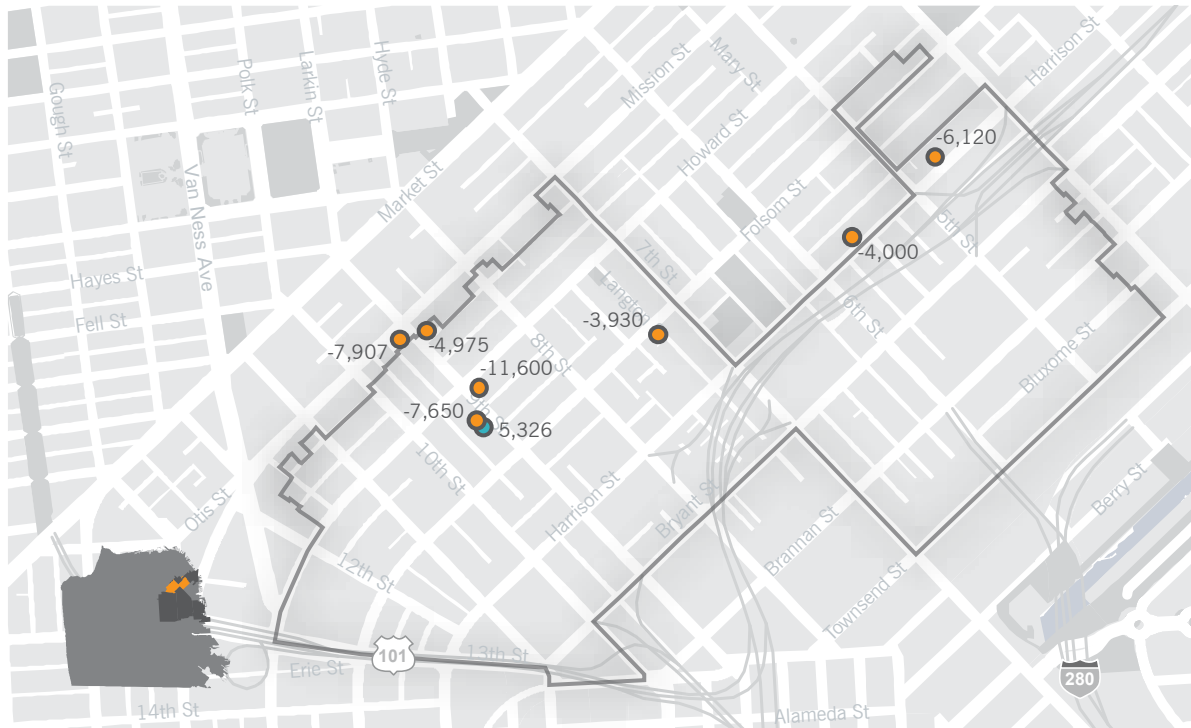 Gough St
Polk St
Larkin St
Hyde St
Mission St
Mary St
Harrison St
-6,120
Howard St
Market St
Van Ness Ave
Folsom St
5th St
-4,000
7th St
Hayes St
Langton
Fell St
-3,930
6th St
-7,907
-4,975
8th St
Bluxome St
-11,600
9th St
-7,650
5,326
10th St
Otis St
Harrison St
Bryant St
Berry St
Brannan St
12th St
Townsend St
101
13th St
Erie St
280
14th St
Alameda St